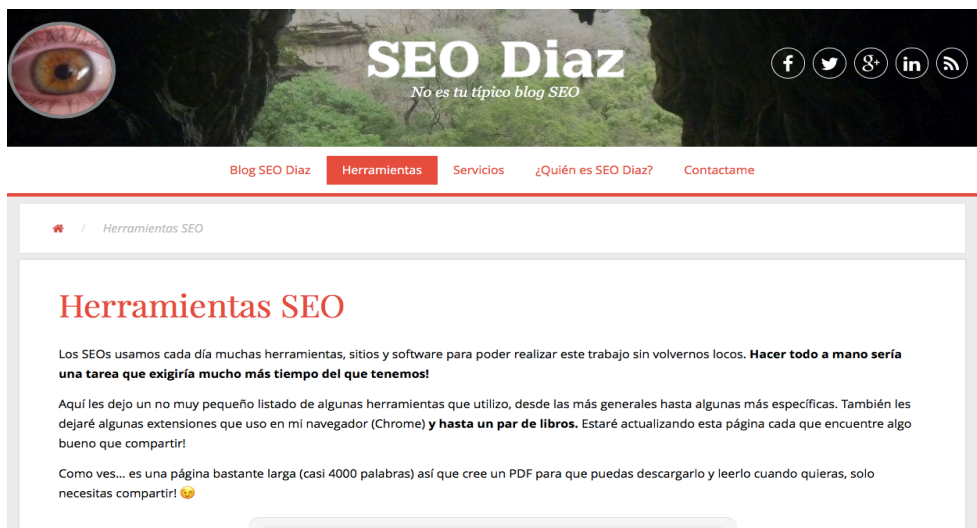 SEO Diaz
No es tu típico blog SEO
Blog SEO Diaz Herramientas Servicios ¿Quién es SEO Diaz? Contactame
/ Herramientas SEO
Herramientas SEO
Los SEOs usamos cada día muchas herramientas, sitios y software para poder realizar este trabajo sin volvernos locos. Hacer todo a mano sería
una tarea que exigiría mucho más tiempo del que tenemos!
Aquí les dejo un no muy pequeño listado de algunas herramientas que utilizo, desde las más generales hasta algunas más específicas. También les
dejaré algunas extensiones que uso en mi navegador (Chrome) y hasta un par de libros. Estaré actualizando esta página cada que encuentre algo
bueno que compartir!
Como ves... es una página bastante larga (casi 4000 palabras) así que cree un PDF para que puedas descargarlo y leerlo cuando quieras, solo
necesitas compartir! 😉